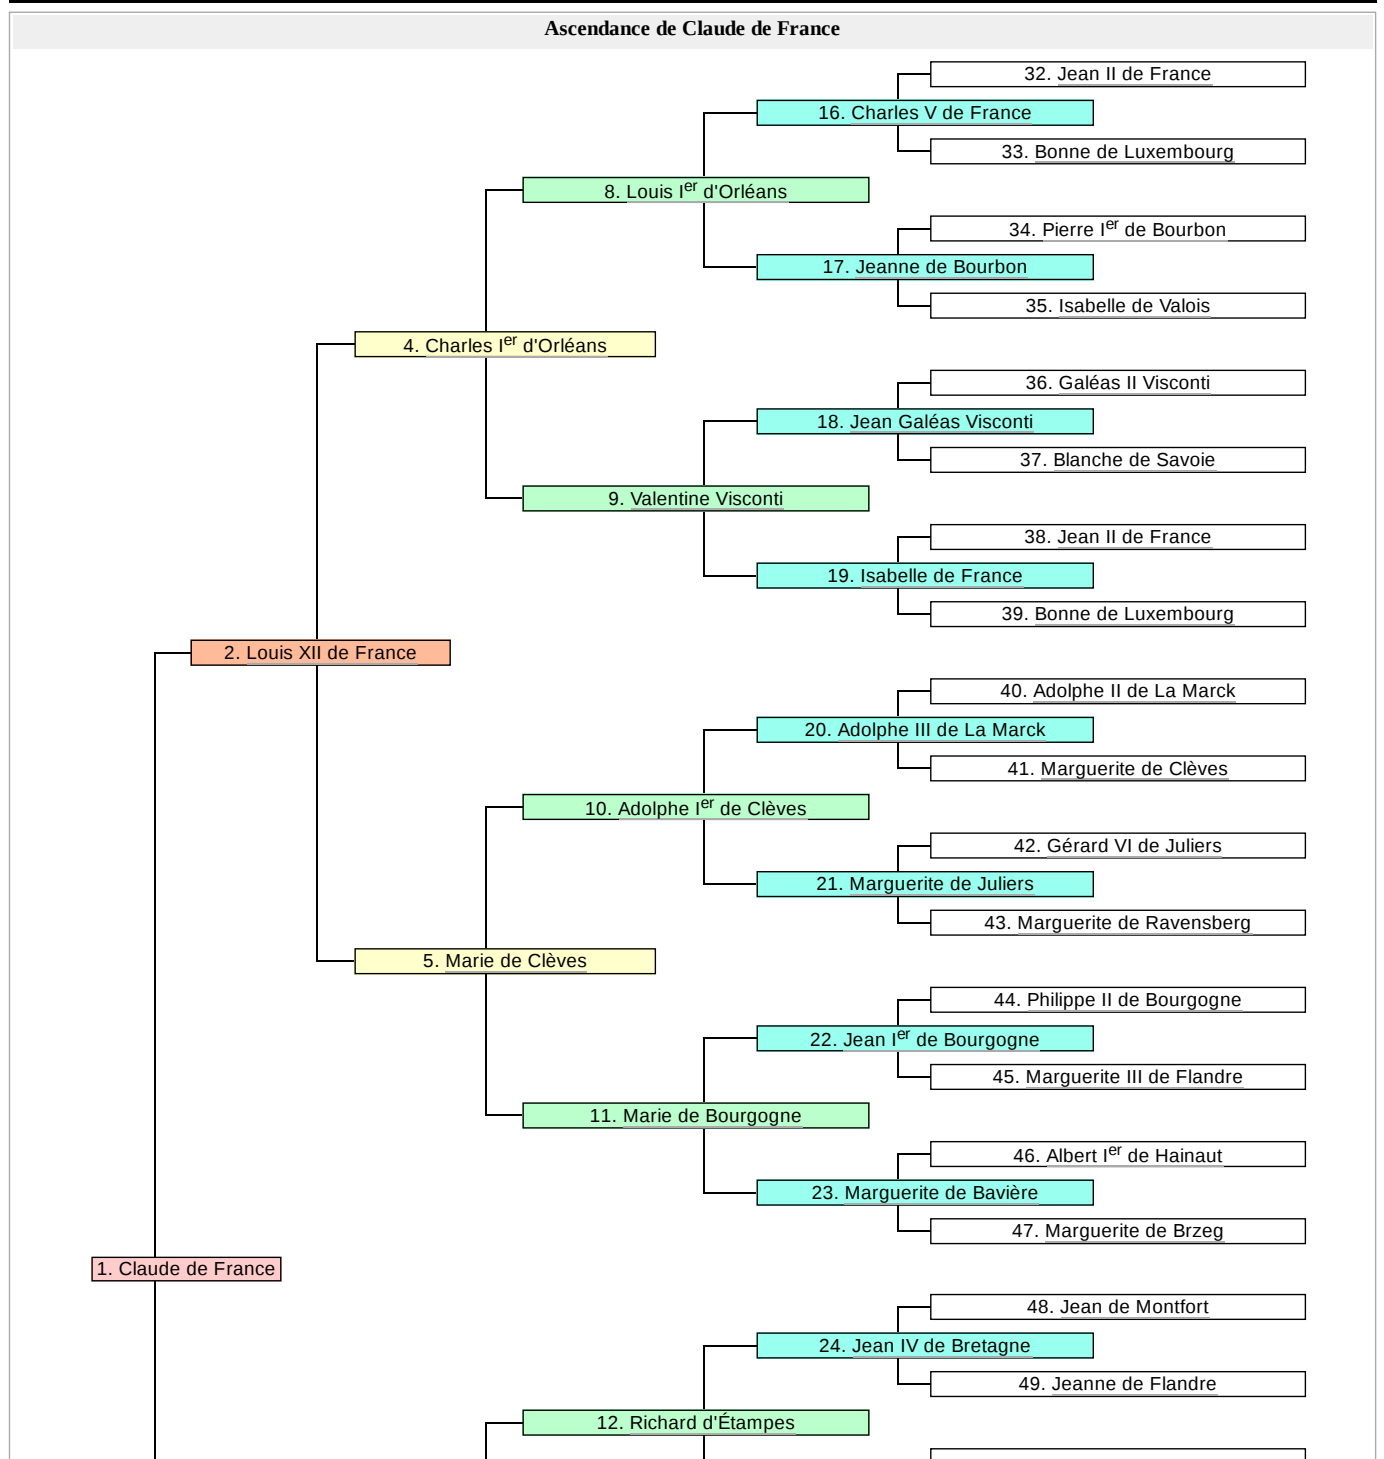 Ascendance de Claude de France
32. Jean II de France
16. Charles V de France
33. Bonne de Luxembourg
8. Louis Ier d'Orléans
34. Pierre Ier de Bourbon
17. Jeanne de Bourbon
35. Isabelle de Valois
4. Charles Ier d'Orléans
36. Galéas II Visconti
18. Jean Galéas Visconti
37. Blanche de Savoie
9. Valentine Visconti
38. Jean II de France
19. Isabelle de France
39. Bonne de Luxembourg
2. Louis XII de France
40. Adolphe II de La Marck
20. Adolphe III de La Marck
41. Marguerite de Clèves
10. Adolphe Ier de Clèves
42. Gérard VI de Juliers
21. Marguerite de Juliers
43. Marguerite de Ravensberg
5. Marie de Clèves
44. Philippe II de Bourgogne
22. Jean Ier de Bourgogne
45. Marguerite III de Flandre
11. Marie de Bourgogne
46. Albert Ier de Hainaut
23. Marguerite de Bavière
47. Marguerite de Brzeg
1. Claude de France
48. Jean de Montfort
24. Jean IV de Bretagne
49. Jeanne de Flandre
12. Richard d'Étampes